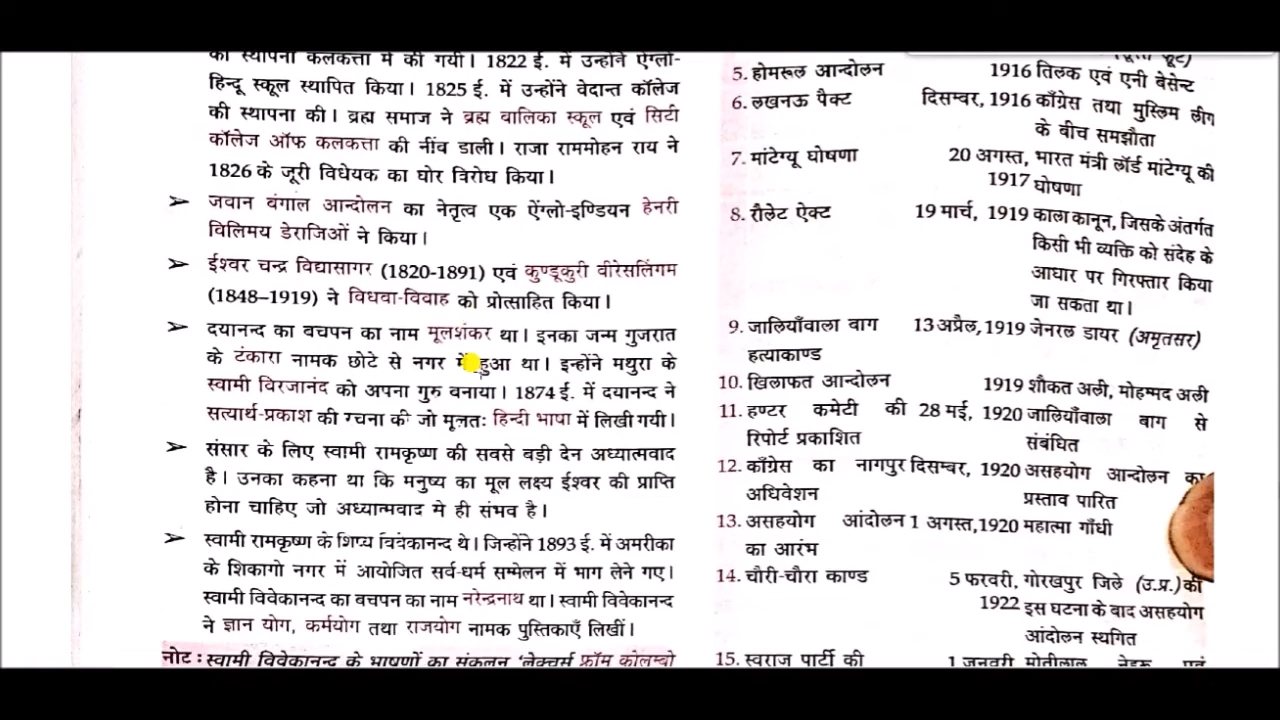 की स्थापना कलकत्ता में की गयी। 1822 ई. में उन्होंने ऐंग्लो-
हिन्दू स्कूल स्थापित किया। 1825 ई. में उन्होंने वेदान्त कॉलेज
की स्थापना की। ब्रह्म समाज ने ब्रह्म बालिका स्कूल एवं सिटी
कॉलेज ऑफ कलकत्ता की नींव डाली। राजा राममोहन राय ने
1826 के जूरी विधेयक का घोर विरोध किया।
➢ जवान बंगाल आन्दोलन का नेतृत्व एक ऐंग्लो-इण्डियन हेनरी
विलिमय डेराजिओं ने किया।
➢ ईश्वर चन्द्र विद्यासागर (1820-1891) एवं कुण्डूकुरी वीरेसलिंगम
(1848–1919) ने विधवा-विवाह को प्रोत्साहित किया।
➢ दयानन्द का बचपन का नाम मूलशंकर था। इनका जन्म गुजरात
के टंकारा नामक छोटे से नगर में हुआ था। इन्होंने मथुरा के
स्वामी विरजानंद को अपना गुरु बनाया। 1874 ई. में दयानन्द ने
सत्यार्थ-प्रकाश की रचना की जो मूलतः हिन्दी भाषा में लिखी गयी।
➢ संसार के लिए स्वामी रामकृष्ण की सबसे बड़ी देन अध्यात्मवाद
है। उनका कहना था कि मनुष्य का मूल लक्ष्य ईश्वर की प्राप्ति
होना चाहिए जो अध्यात्मवाद मे ही संभव है।
➢ स्वामी रामकृष्ण के शिष्य विवेकानन्द थे। जिन्होंने 1893 ई. में अमरीका
के शिकागो नगर में आयोजित सर्व-धर्म सम्मेलन में भाग लेने गए।
स्वामी विवेकानन्द का बचपन का नाम नरेन्द्रनाथ था। स्वामी विवेकानन्द
ने ज्ञान योग, कर्मयोग तथा राजयोग नामक पुस्तिकाएँ लिखीं।
नोट : स्वामी विवेकानन्द के भाषणों का संकलन 'लेक्चर्स फ्रॉम कोलम्बो
5. होमरूल आन्दोलन 1916 तिलक एवं एनी बेसेन्ट
6. लखनऊ पैक्ट दिसम्बर, 1916 काँग्रेस तथा मुस्लिम लीग
के बीच समझौता
7. मांटेग्यू घोषणा 20 अगस्त, भारत मंत्री लॉर्ड मांटेग्यू की
1917 घोषणा
8. रौलेट ऐक्ट 19 मार्च, 1919 काला कानून, जिसके अंतर्गत
किसी भी व्यक्ति को संदेह के
आधार पर गिरफ्तार किया
जा सकता था।
9. जालियाँवाला बाग 13 अप्रैल, 1919 जेनरल डायर (अमृतसर)
हत्याकाण्ड
10. खिलाफत आन्दोलन 1919 शौकत अली, मोहम्मद अली
11. हण्टर कमेटी की 28 मई, 1920 जालियाँवाला बाग से
रिपोर्ट प्रकाशित संबंधित
12. काँग्रेस का नागपुर दिसम्बर, 1920 असहयोग आन्दोलन का
अधिवेशन प्रस्ताव पारित
13. असहयोग आंदोलन 1 अगस्त, 1920 महात्मा गाँधी
का आरंभ
14. चौरी-चौरा काण्ड 5 फरवरी, गोरखपुर जिले (उ.प्र.) की
1922 इस घटना के बाद असहयोग
आंदोलन स्थगित
15. स्वराज पार्टी की 1 जनवरी मोतीलाल नेहरू एवं